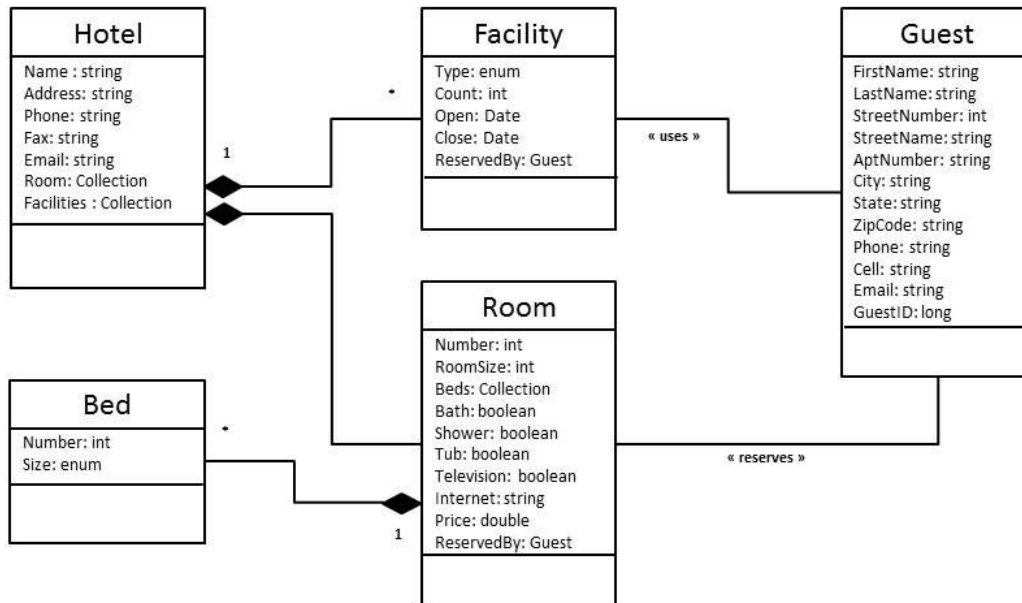 Hotel
Name : string
Address: string
Phone: string
Fax: string
Email: string
Room: Collection
Facilities : Collection
1
*
Facility
Type: enum
Count: int
Open: Date
Close: Date
ReservedBy: Guest
« uses »
Guest
FirstName: string
LastName: string
StreetNumber: int
StreetName: string
AptNumber: string
City: string
State: string
ZipCode: string
Phone: string
Cell: string
Email: string
GuestID: long
Bed
Number: int
Size: enum
*
1
Room
Number: int
RoomSize: int
Beds: Collection
Bath: boolean
Shower: boolean
Tub: boolean
Television: boolean
Internet: string
Price: double
ReservedBy: Guest
« reserves »